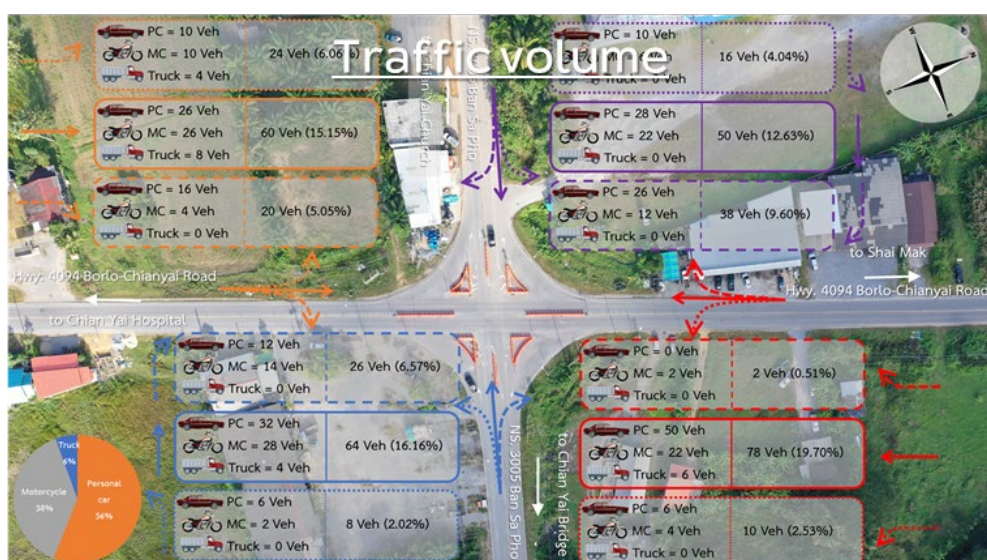 Traffic volume
PC = 10 Veh
MC = 10 Veh
Truck = 4 Veh
24 Veh (6.06%)
PC = 26 Veh
MC = 26 Veh
Truck = 8 Veh
60 Veh (15.15%)
PC = 16 Veh
MC = 4 Veh
Truck = 0 Veh
20 Veh (5.05%)
PC = 10 Veh
Truck = 0 Veh
16 Veh (4.04%)
PC = 28 Veh
MC = 22 Veh
Truck = 0 Veh
50 Veh (12.63%)
PC = 26 Veh
MC = 12 Veh
Truck = 0 Veh
38 Veh (9.60%)
Ban Sa Pho
Hwy. 4094 Borlo-Chianyai Road
to Chian Yai Hospital
to Shai Mak
Hwy. 4094 Borlo-Chianyai Road
PC = 12 Veh
MC = 14 Veh
Truck = 0 Veh
26 Veh (6.57%)
PC = 32 Veh
MC = 28 Veh
Truck = 4 Veh
64 Veh (16.16%)
PC = 6 Veh
MC = 2 Veh
Truck = 0 Veh
8 Veh (2.02%)
NS. 3005 Ban Sa Pho
to Chian Yai Bridge
PC = 0 Veh
MC = 2 Veh
Truck = 0 Veh
2 Veh (0.51%)
PC = 50 Veh
MC = 22 Veh
Truck = 6 Veh
78 Veh (19.70%)
PC = 6 Veh
MC = 4 Veh
Truck = 0 Veh
10 Veh (2.53%)
Truck
6%
Motorcycle
38%
Personal
car
56%